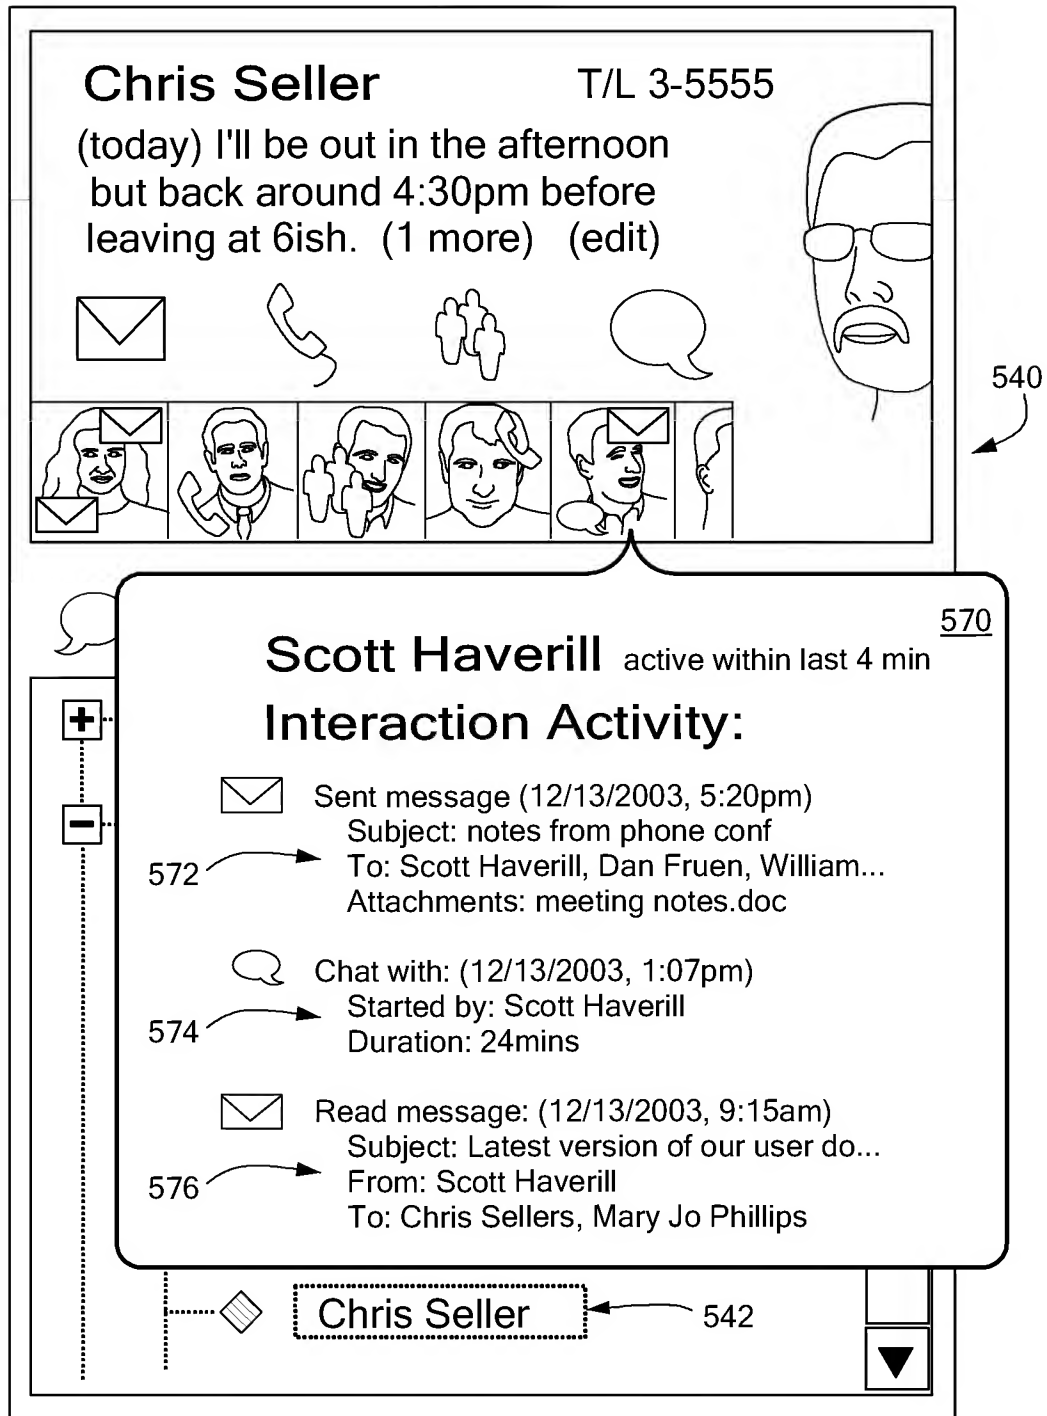 Chris Seller T/L 3-5555
(today) I'll be out in the afternoon
but back around 4:30pm before
leaving at 6ish. (1 more) (edit)
540
570
Scott Haverill active within last 4 min
Interaction Activity:
Sent message (12/13/2003, 5:20pm)
Subject: notes from phone conf
572 To: Scott Haverill, Dan Fruen, William...
Attachments: meeting notes.doc
Chat with: (12/13/2003, 1:07pm)
Started by: Scott Haverill
574
Duration: 24mins
Read message: (12/13/2003, 9:15am)
Subject: Latest version of our user do...
576 From: Scott Haverill
To: Chris Sellers, Mary Jo Phillips
Chris Seller 542